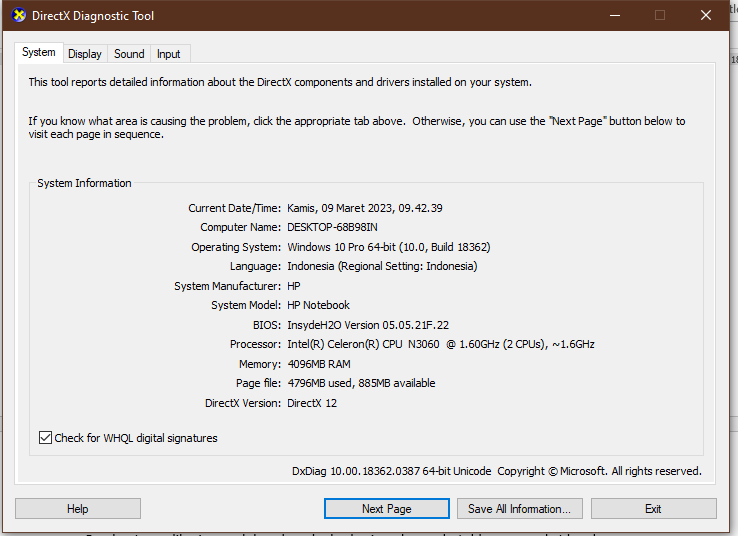 DirectX Diagnostic Tool
System Display Sound Input
This tool reports detailed information about the DirectX components and drivers installed on your system.
If you know what area is causing the problem, click the appropriate tab above. Otherwise, you can use the "Next Page" button below to
visit each page in sequence.
System Information
Current Date/Time: Kamis, 09 Maret 2023, 09.42.39
Computer Name: DESKTOP-68B98IN
Operating System: Windows 10 Pro 64-bit (10.0, Build 18362)
Language: Indonesia (Regional Setting: Indonesia)
System Manufacturer: HP
System Model: HP Notebook
BIOS: InsydeH2O Version 05.05.21F.22
Processor: Intel(R) Celeron(R) CPU N3060 @ 1.60GHz (2 CPUs), ~1.6GHz
Memory: 4096MB RAM
Page file: 4796MB used, 885MB available
DirectX Version: DirectX 12
Check for WHQL digital signatures
DxDiag 10.00.18362.0387 64-bit Unicode Copyright © Microsoft. All rights reserved.
Help Next Page Save All Information... Exit